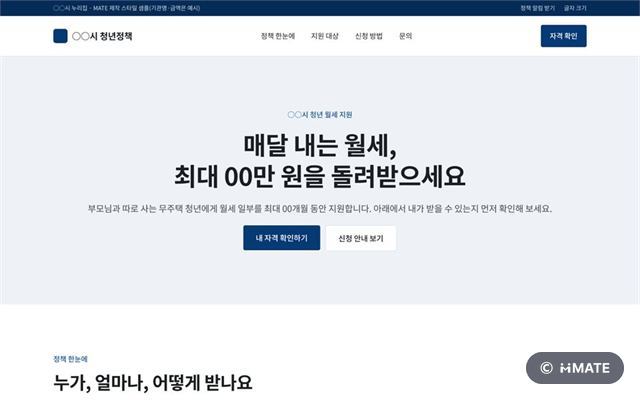 ○○시 누리집 · MATE 제작 스타일 샘플(기관명·금액은 예시)
정책 알림 받기 글자 크기
○○시 청년정책
정책 한눈에 지원 대상 신청 방법 문의
자격 확인
○○시 청년 월세 지원
매달 내는 월세,
최대 00만 원을 돌려받으세요
부모님과 따로 사는 무주택 청년에게 월세 일부를 최대 00개월 동안 지원합니다. 아래에서 내가 받을 수 있는지 먼저 확인해 보세요.
내 자격 확인하기 신청 안내 보기
정책 한눈에
누가, 얼마나, 어떻게 받나요
© MATE